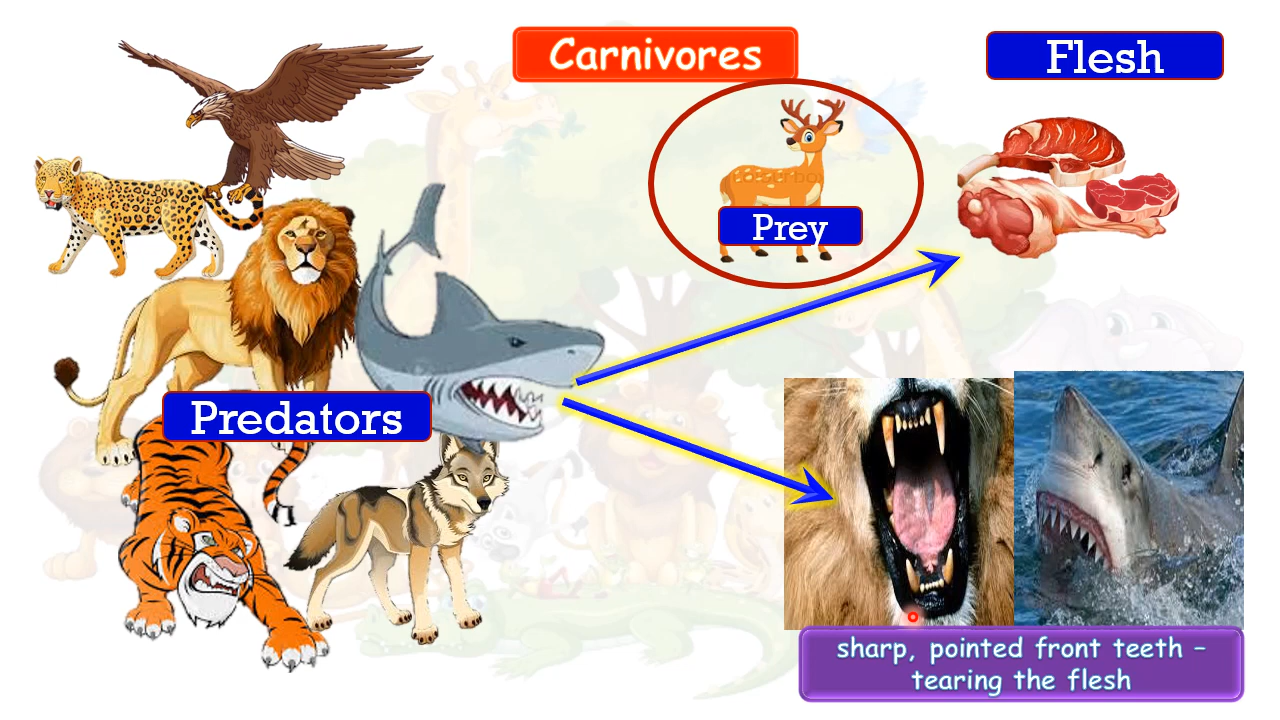 Carnivores
Flesh
Prey
Predators
sharp, pointed front teeth –
tearing the flesh